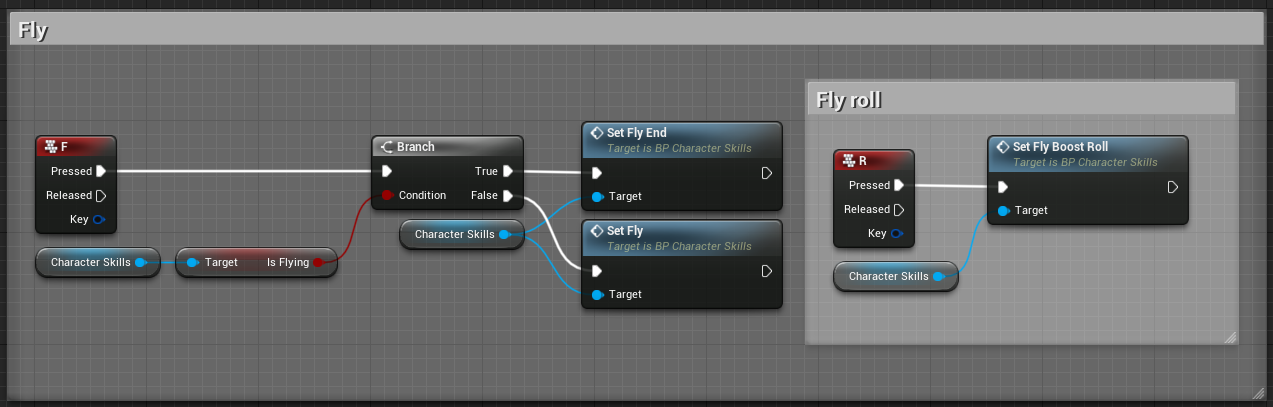 Fly
F
Pressed
Released
Key
Character Skills
Target Is Flying
Branch
True
Condition False
Character Skills
Set Fly End
Target is BP Character Skills
Target
Set Fly
Target is BP Character Skills
Target
Fly roll
R
Pressed
Released
Key
Character Skills
Set Fly Boost Roll
Target is BP Character Skills
Target